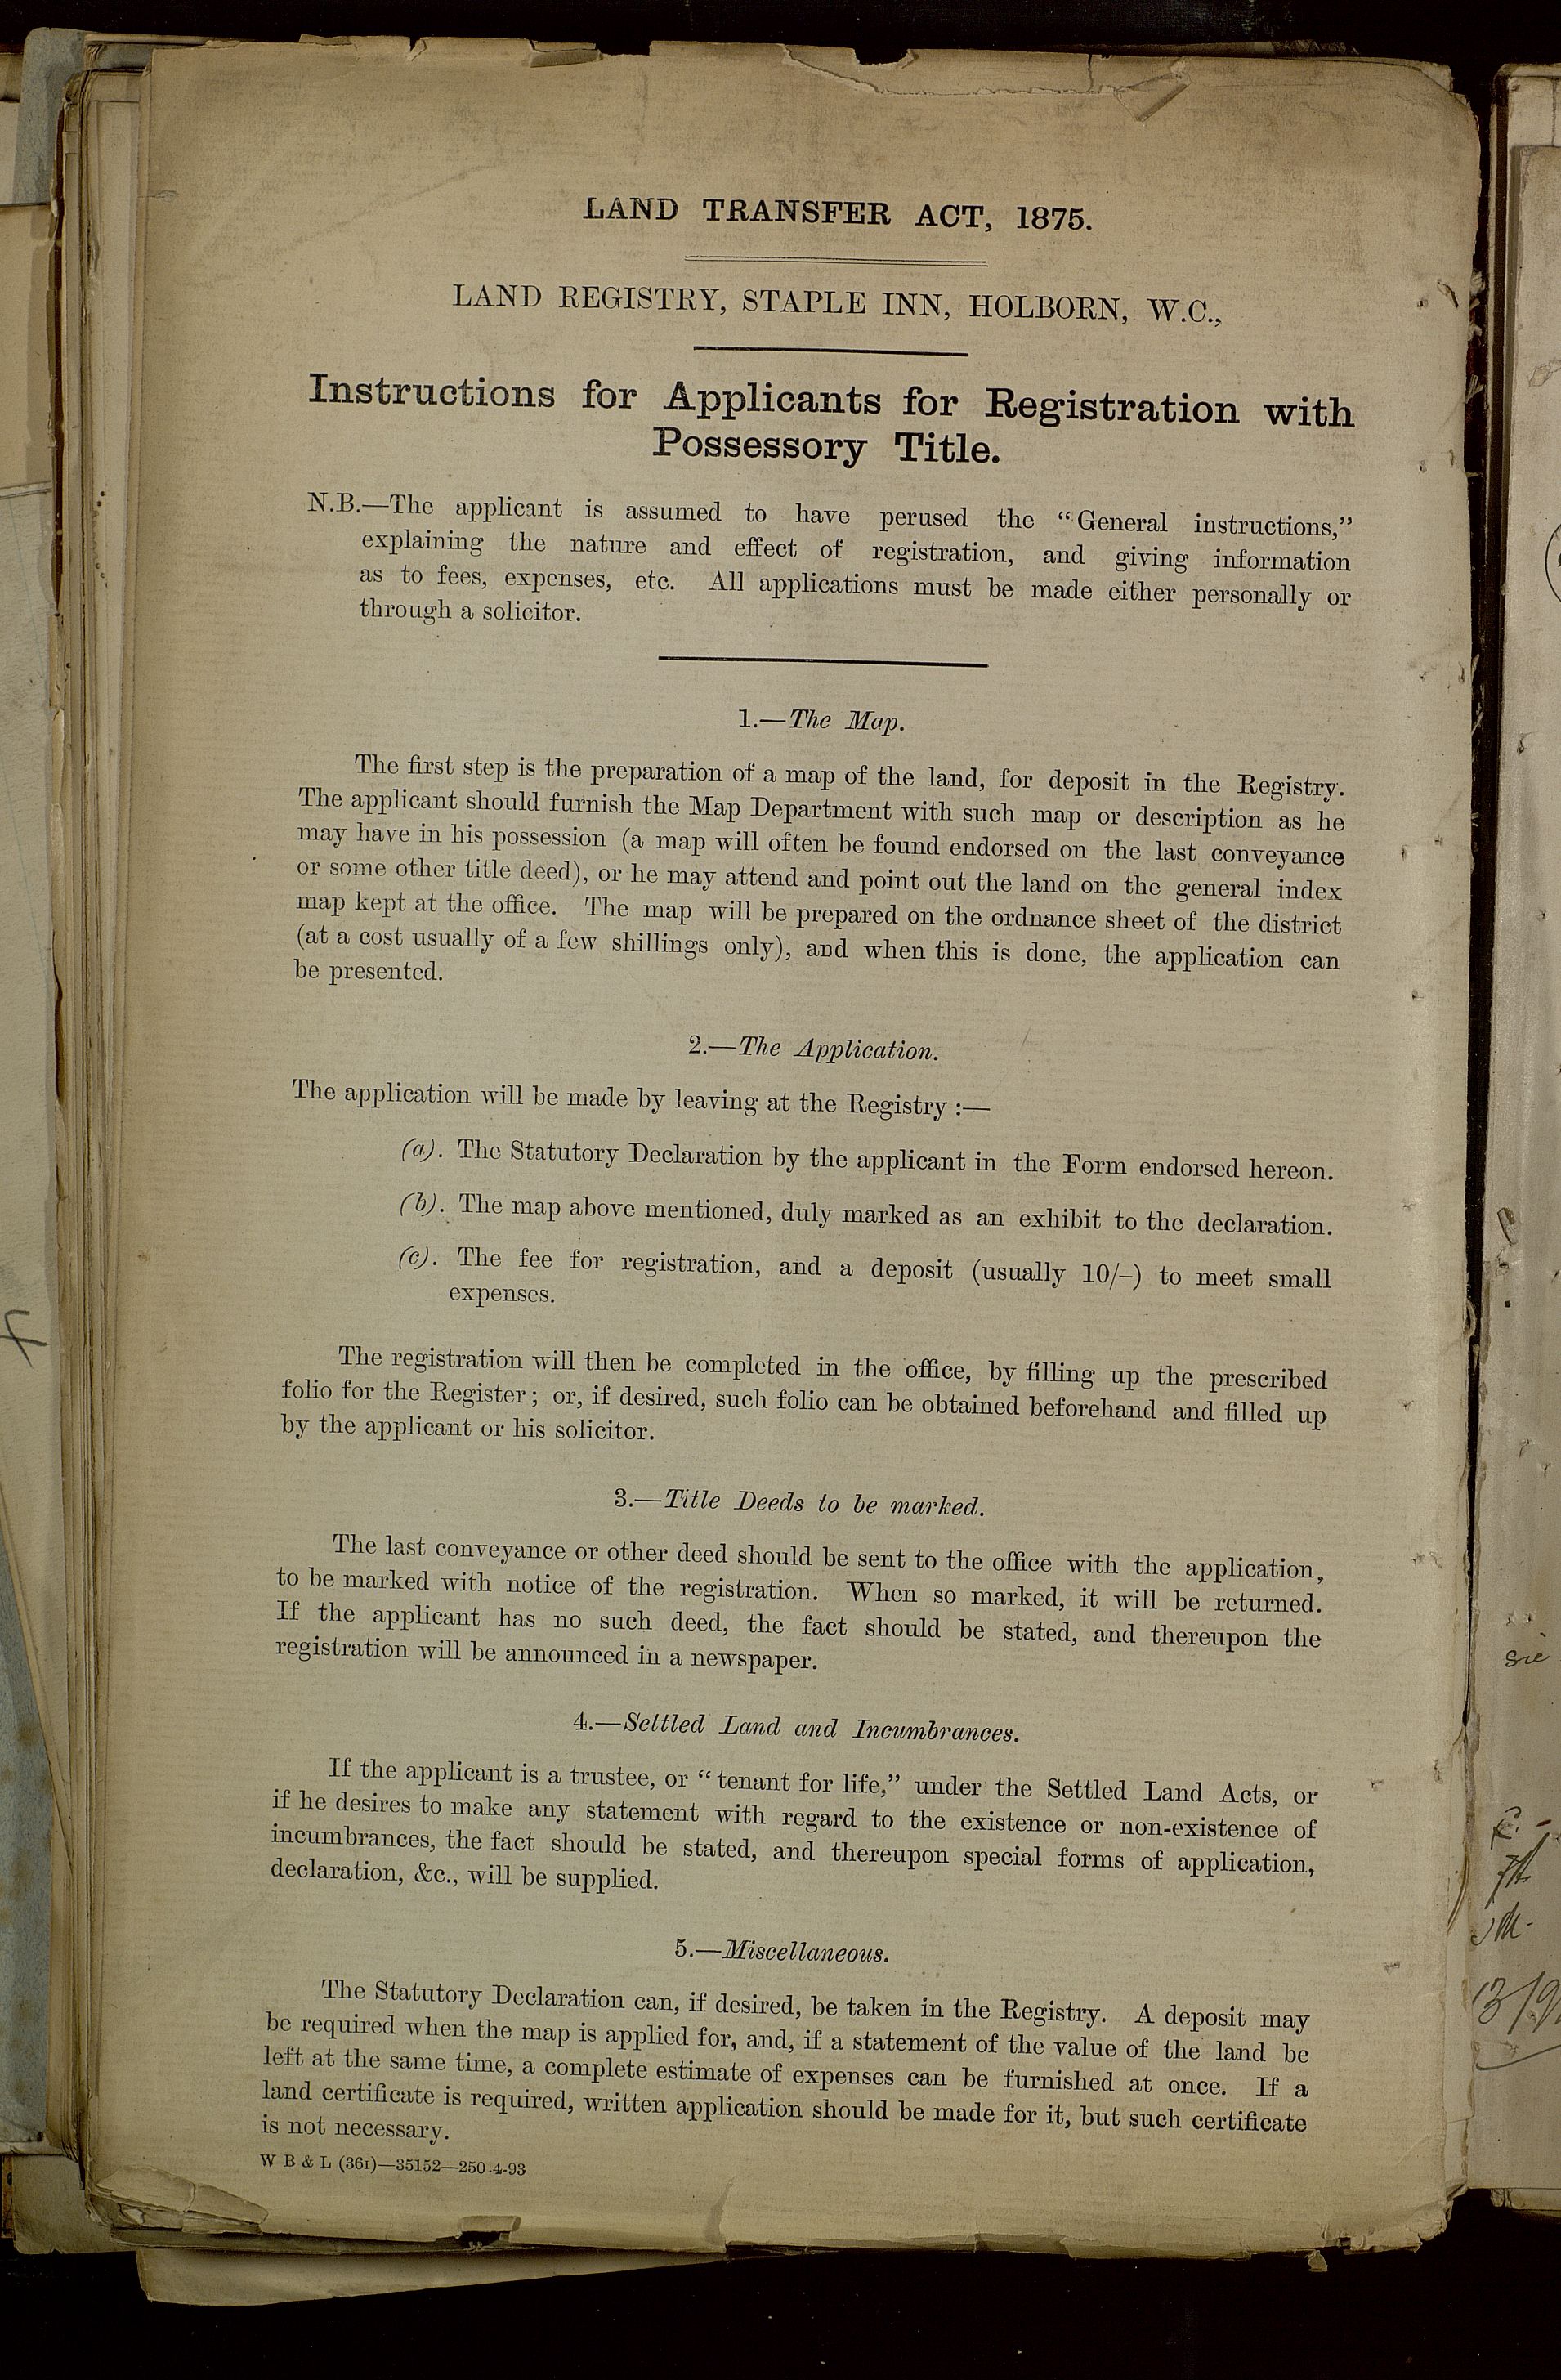 LAND TRANSFER ACT, 1875.
LAND REGISTRY, STAPLE INN, HOLBORN, W.C.,
Instructions for Applicants for Registration with
Possessory Title.
N.B.—The applicant is assumed to have perused the “General instructions,”
explaining the nature and effect of registration, and giving information
as to fees, expenses, etc. All applications must be made either personally or
through a solicitor.
1.—The Map.
The first step is the preparation of a map of the land, for deposit in the Registry.
The applicant should furnish the Map Department with such map or description as he
may have in his possession (a map will often be found endorsed on the last conveyance
or some other title deed), or he may attend and point out the land on the general index
map kept at the office. The map will be prepared on the ordnance sheet of the district
(at a cost usually of a few shillings only), and when this is done, the application can
be presented.
2.—The Application.
The application will be made by leaving at the Registry :—
(a). The Statutory Declaration by the applicant in the Form endorsed hereon.
(b). The map above mentioned, duly marked as an exhibit to the declaration.
(c). The fee for registration, and a deposit (usually 10/–) to meet small
expenses.
The registration will then be completed in the office, by filling up the prescribed
folio for the Register; or, if desired, such folio can be obtained beforehand and filled up
by the applicant or his solicitor.
3.—Title Deeds to be marked.
The last conveyance or other deed should be sent to the office with the application,
to be marked with notice of the registration. When so marked, it will be returned.
If the applicant has no such deed, the fact should be stated, and thereupon the
registration will be announced in a newspaper.
4.—Settled Land and Incumbrances.
If the applicant is a trustee, or “tenant for life,” under the Settled Land Acts, or
if he desires to make any statement with regard to the existence or non-existence of
incumbrances, the fact should be stated, and thereupon special forms of application,
declaration, &c., will be supplied.
5.—Miscellaneous.
The Statutory Declaration can, if desired, be taken in the Registry. A deposit may
be required when the map is applied for, and, if a statement of the value of the land be
left at the same time, a complete estimate of expenses can be furnished at once. If a
land certificate is required, written application should be made for it, but such certificate
is not necessary.
W B & L (361)—35152—250.4-93